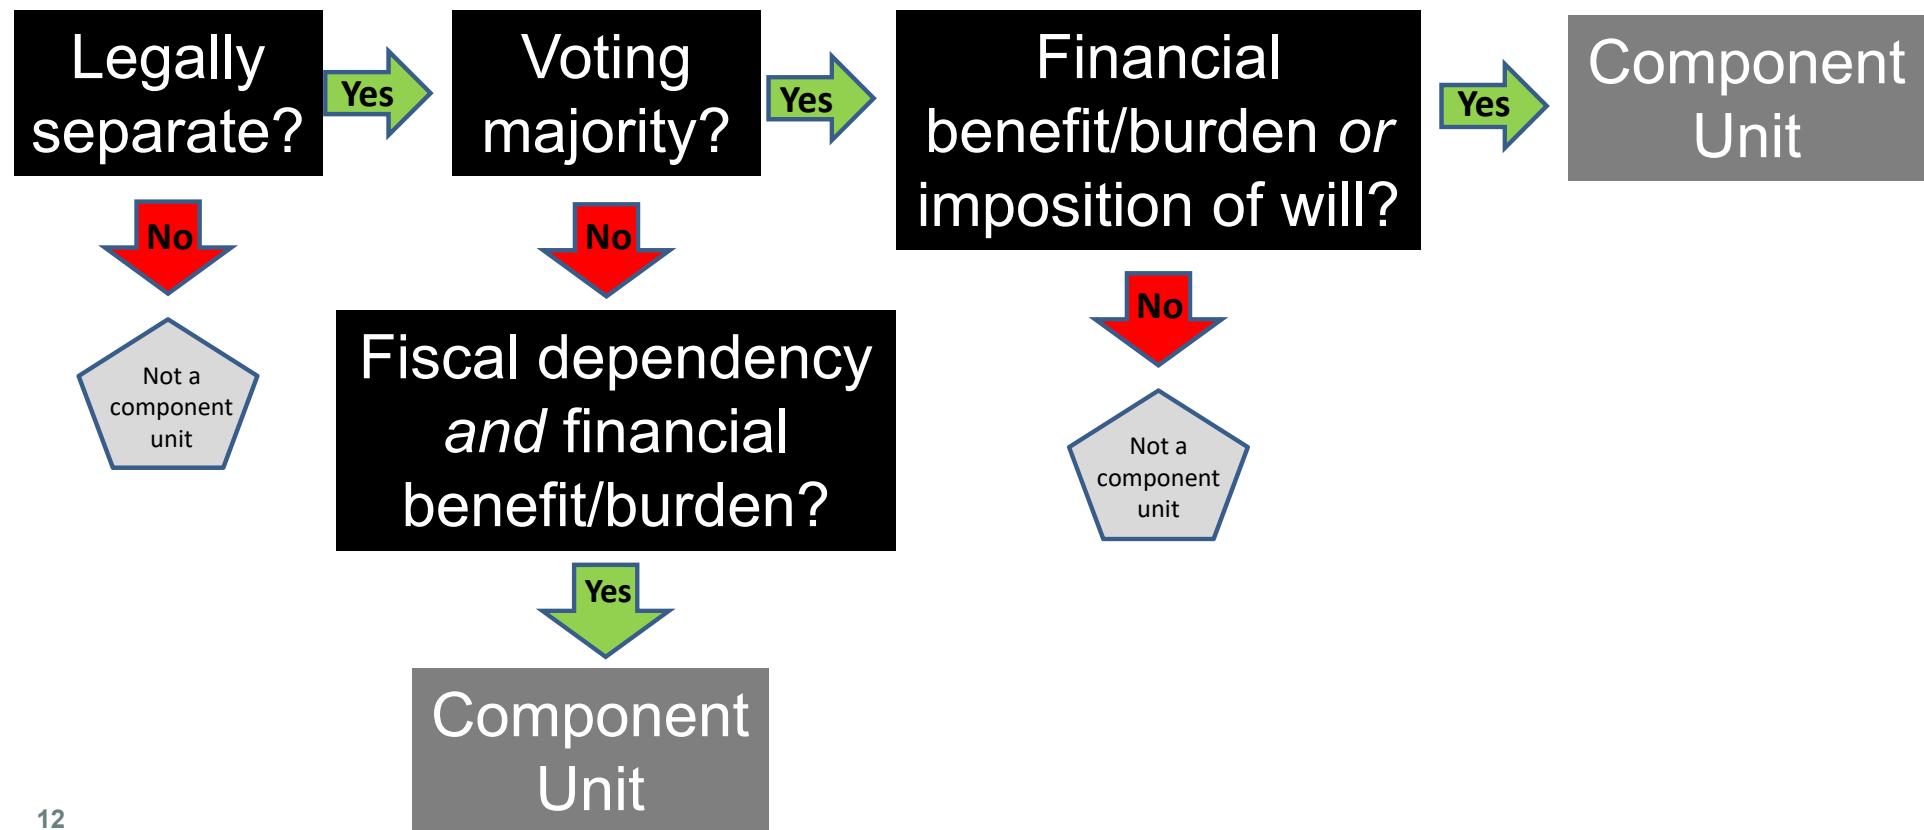 Legally
separate?
Yes
Voting
majority?
Yes
Financial
benefit/burden or
imposition of will?
Yes
Component
Unit
No
Not a
component
unit
No
Fiscal dependency
and financial
benefit/burden?
Yes
Component
Unit
No
Not a
component
unit
12